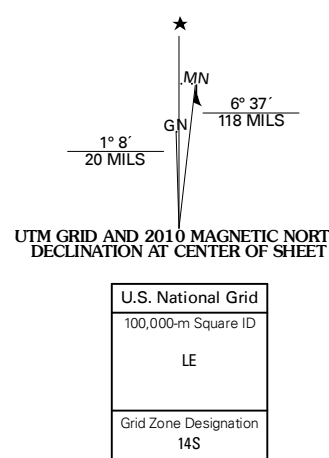 ★
MN
GN
6° 37´
118 MILS
1° 8´
20 MILS
UTM GRID AND 2010 MAGNETIC NORT
DECLINATION AT CENTER OF SHEET
U.S. National Grid
100,000-m Square ID
LE
Grid Zone Designation
14S